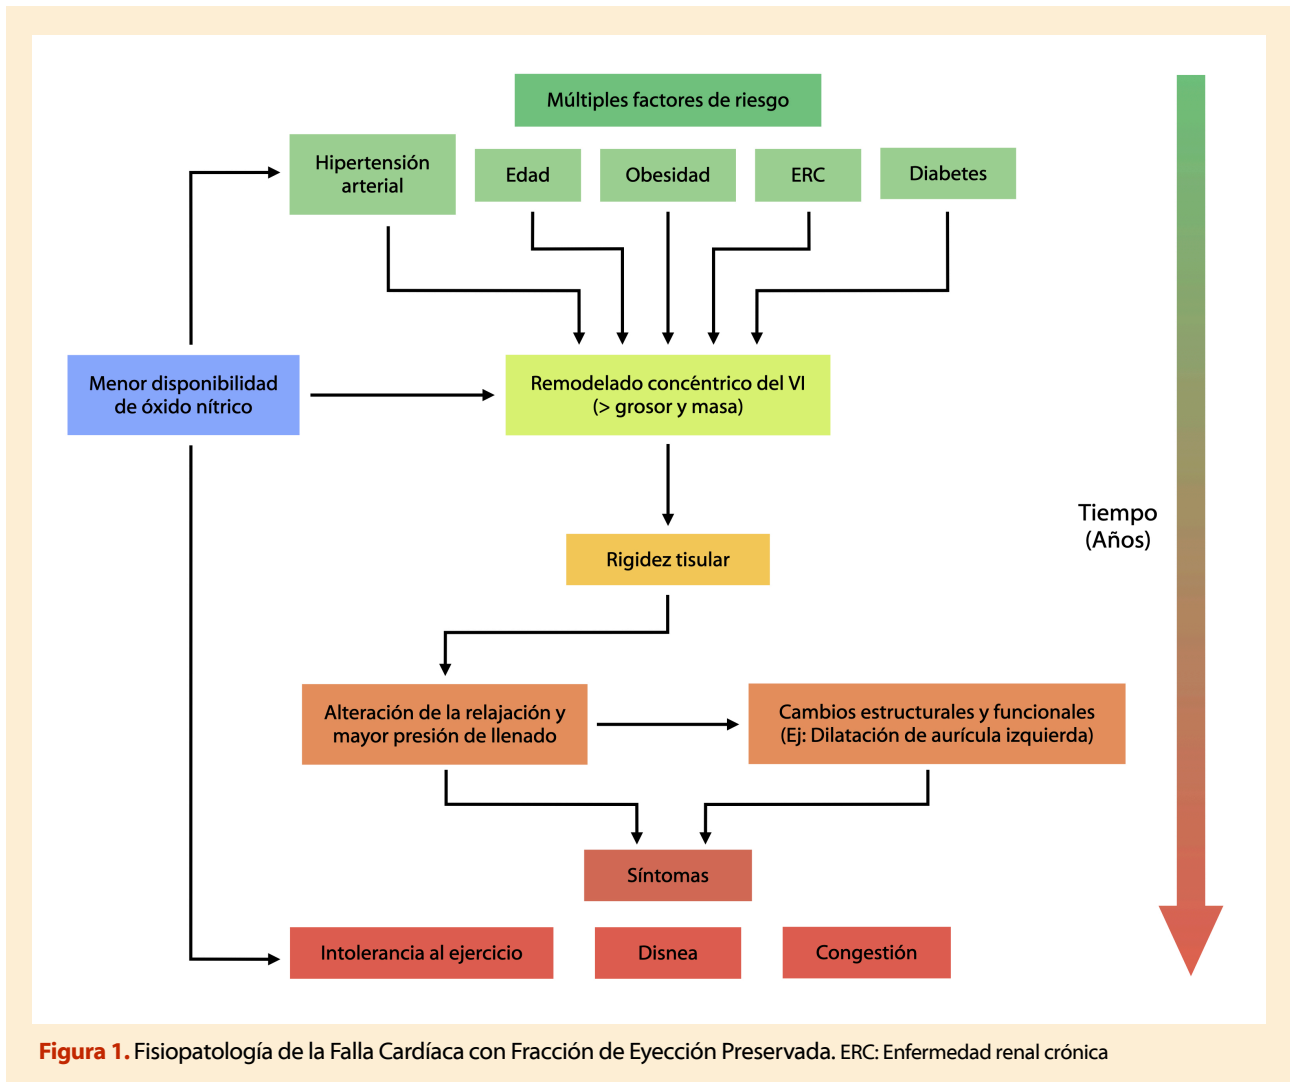 Múltiples factores de riesgo
Hipertensión
arterial
Edad
Obesidad
ERC
Diabetes
Menor disponibilidad
de óxido nítrico
Remodelado concéntrico del VI
(> grosor y masa)
Tiempo
(Años)
Rigidez tisular
Alteración de la relajación y
mayor presión de llenado
Cambios estructurales y funcionales
(Ej: Dilatación de aurícula izquierda)
Síntomas
Intolerancia al ejercicio
Disnea
Congestión
Figura 1. Fisiopatología de la Falla Cardíaca con Fracción de Eyección Preservada. ERC: Enfermedad renal crónica